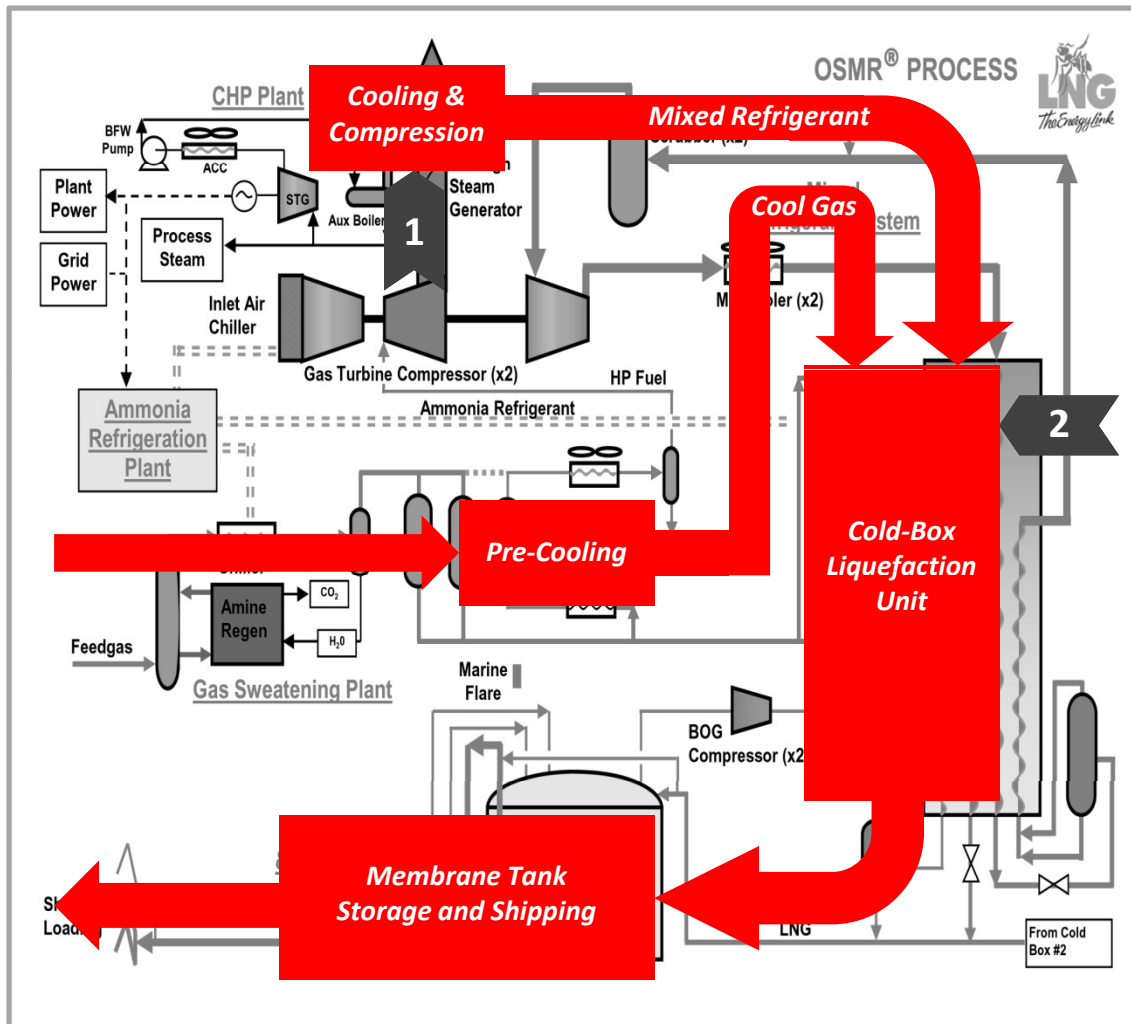 OSMR® PROCESS
LNG
The Energy Link
CHP Plant
Cooling &
Compression
Mixed Refrigerant
BFW
Pump
ACC
Plant
Power
STG
Aux Boiler
Steam
Generator
1
Cool Gas
Process
Steam
Grid
Power
Inlet Air
Chiller
Gas Turbine Compressor (x2)
HP Fuel
Ammonia Refrigerant
Ammonia
Refrigeration
Plant
2
Pre-Cooling
Cold-Box
Liquefaction
Unit
CO2
Amine
Regen
H20
Feedgas
Gas Sweatening Plant
Marine
Flare
BOG
Compressor (x2
Membrane Tank
Storage and Shipping
Loading
LNG
From Cold
Box #2